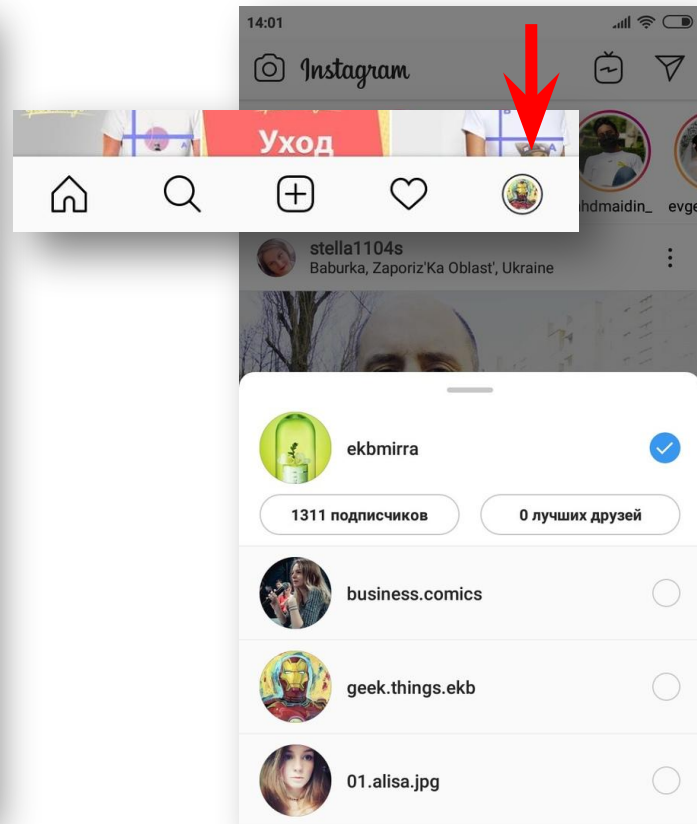 14:01
Instagram
Уход
B
A
A
hdmaidin_
evge
stella1104s
Baburka, Zaporiz'Ka Oblast', Ukraine
ekbmirra
1311 подписчиков
0 лучших друзей
business.comics
geek.things.ekb
01.alisa.jpg